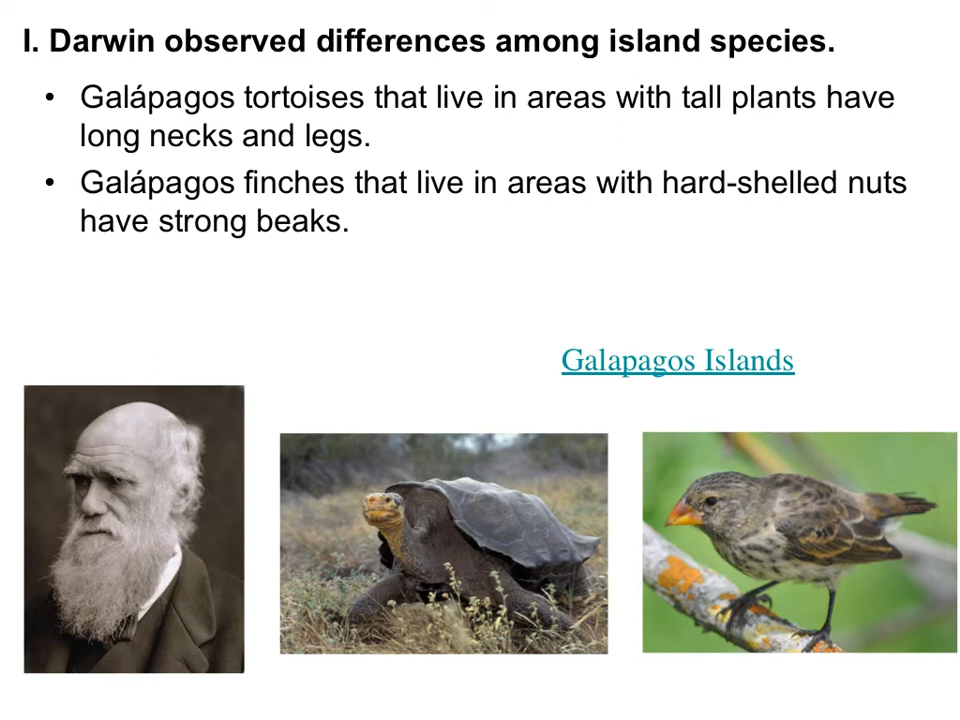 I. Darwin observed differences among island species.
• Galápagos tortoises that live in areas with tall plants have
long necks and legs.
• Galápagos finches that live in areas with hard-shelled nuts
have strong beaks.
Galapagos Islands